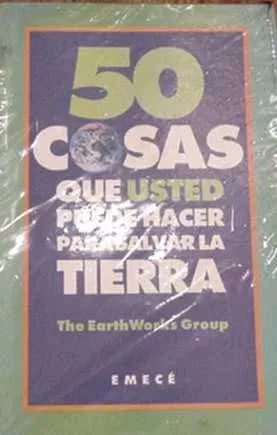 50
COSAS
QUE USTED
PUEDE HACER
PARA SALVAR LA
TIERRA
The EarthWorks Group
EMECÉ